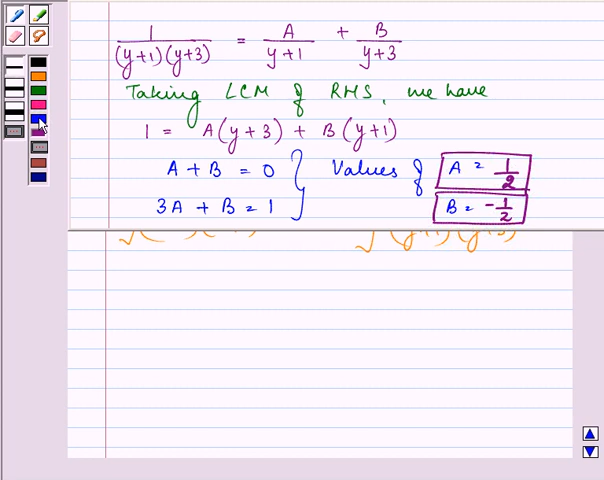 1/((y+1)(y+3)) = A/(y+1) + B/(y+3)
Taking LCM of RHS, we have
1 = A(y+3) + B(y+1)
A + B = 0 } Values of A = 1/2
3A + B = 1 B = -1/2